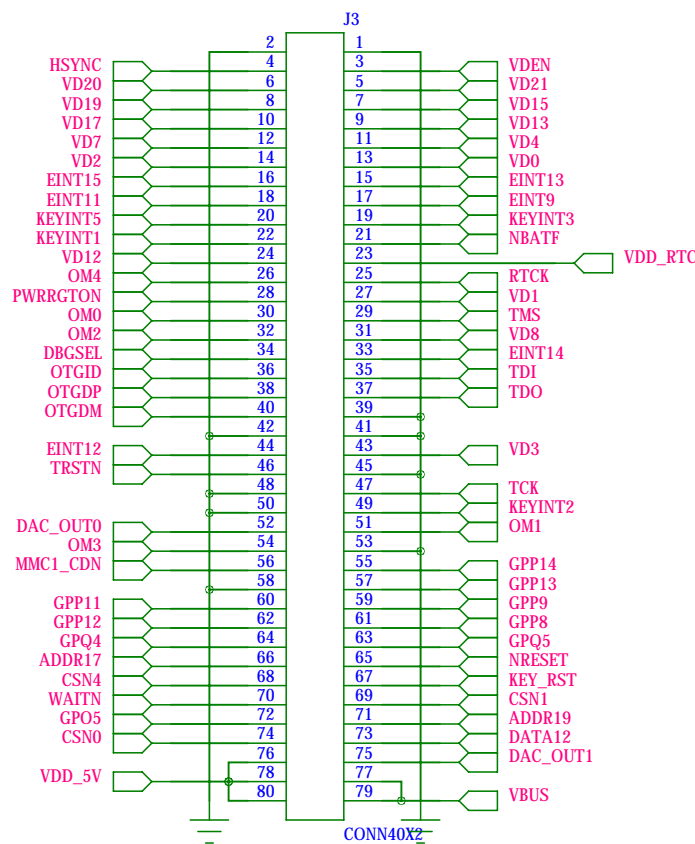 J3
2 1
HSYNC 4 3 VDEN
VD20 6 5 VD21
VD19 8 7 VD15
VD17 10 9 VD13
VD7 12 11 VD4
VD2 14 13 VD0
EINT15 16 15 EINT13
EINT11 18 17 EINT9
KEYINT5 20 19 KEYINT3
KEYINT1 22 21 NBATF
VD12 24 23 VDD_RTC
OM4 26 25 RTCK
PWRRGTON 28 27 VD1
OM0 30 29 TMS
OM2 32 31 VD8
DBGSEL 34 33 EINT14
OTGID 36 35 TDI
OTGDP 38 37 TDO
OTGDM 40 39
42 41
EINT12 44 43 VD3
TRSTN 46 45
48 47 TCK
50 49 KEYINT2
DAC_OUT0 52 51 OM1
OM3 54 53
MMC1_CDN 56 55 GPP14
58 57 GPP13
GPP11 60 59 GPP9
GPP12 62 61 GPP8
GPQ4 64 63 GPQ5
ADDR17 66 65 NRESET
CSN4 68 67 KEY_RST
WAITN 70 69 CSN1
GPO5 72 71 ADDR19
CSN0 74 73 DATA12
76 75 DAC_OUT1
VDD_5V 78 77
80 79 VBUS
CONN40X2